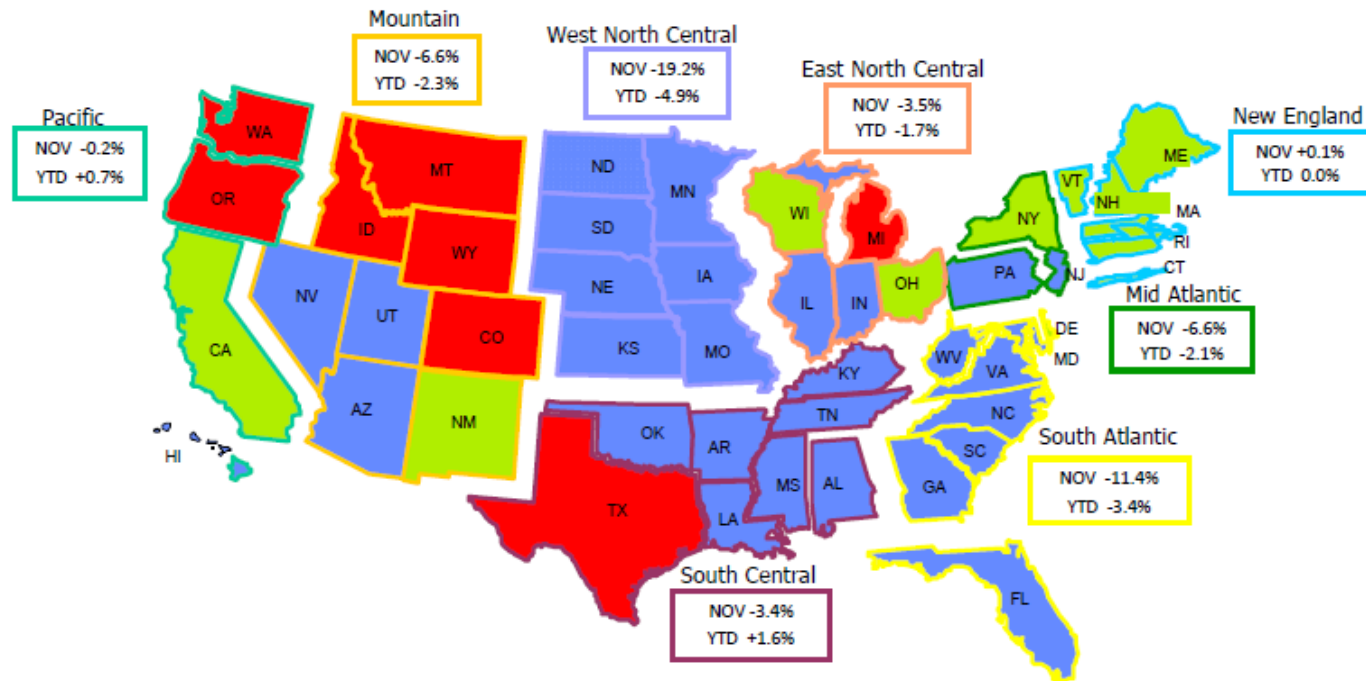 Mountain
NOV -6.6%
YTD -2.3%
West North Central
NOV -19.2%
YTD -4.9%
East North Central
NOV -3.5%
YTD -1.7%
Pacific
NOV -0.2%
YTD +0.7%
New England
NOV +0.1%
YTD 0.0%
Mid Atlantic
NOV -6.6%
YTD -2.1%
South Atlantic
NOV -11.4%
YTD -3.4%
South Central
NOV -3.4%
YTD +1.6%
WA
OR
CA
HI
MT
ID
WY
NV
UT
CO
AZ
NM
ND
MN
SD
IA
NE
KS
MO
WI
MI
IL
IN
OH
ME
VT
NH
MA
RI
CT
NY
PA
NJ
DE
MD
WV
VA
NC
SC
GA
FL
KY
TN
OK
AR
MS
AL
LA
TX